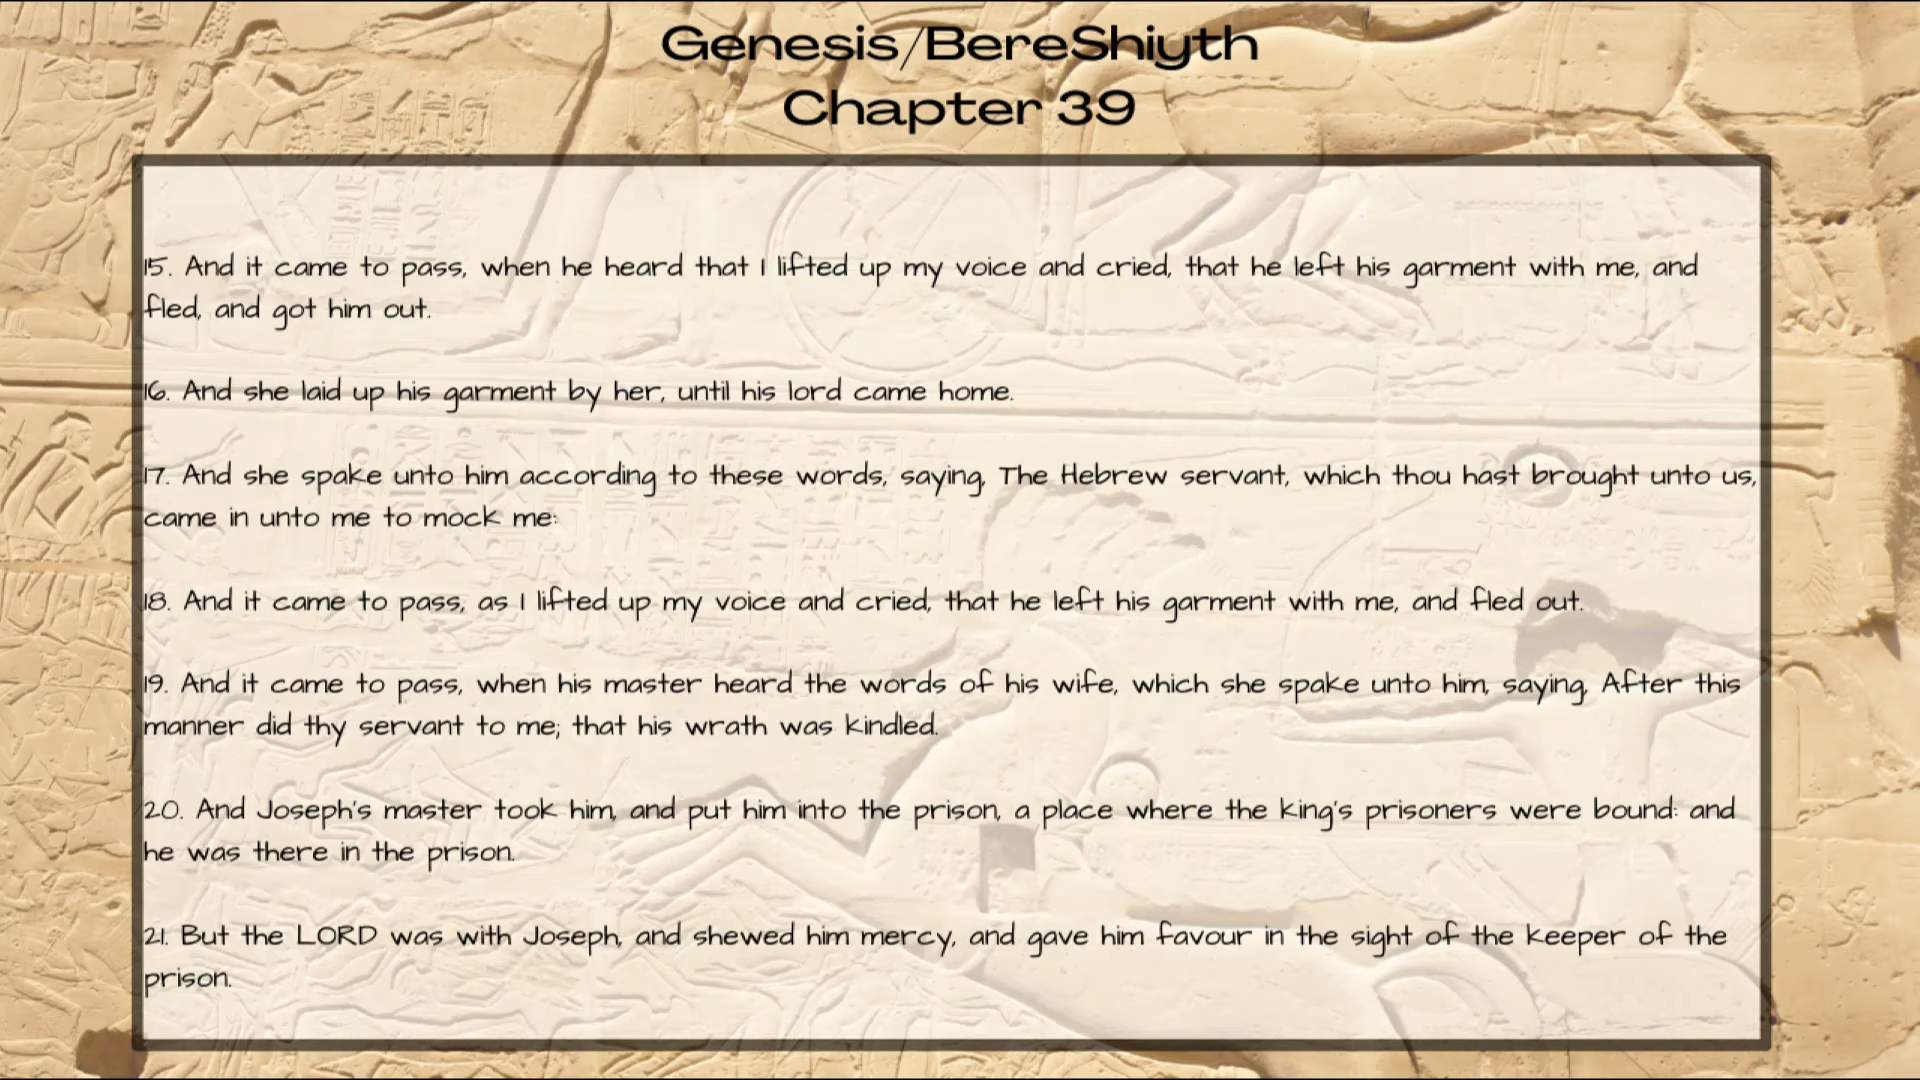 Genesis/BereShiyth
Chapter 39
15. And it came to pass, when he heard that I lifted up my voice and cried, that he left his garment with me, and
fled, and got him out.
16. And she laid up his garment by her, until his lord came home.
17. And she spake unto him according to these words, saying, The Hebrew servant, which thou hast brought unto us,
came in unto me to mock me:
18. And it came to pass, as I lifted up my voice and cried, that he left his garment with me, and fled out.
19. And it came to pass, when his master heard the words of his wife, which she spake unto him, saying, After this
manner did thy servant to me; that his wrath was kindled.
20. And Joseph's master took him, and put him into the prison, a place where the king's prisoners were bound: and
he was there in the prison.
21. But the LORD was with Joseph, and shewed him mercy, and gave him favour in the sight of the keeper of the
prison.